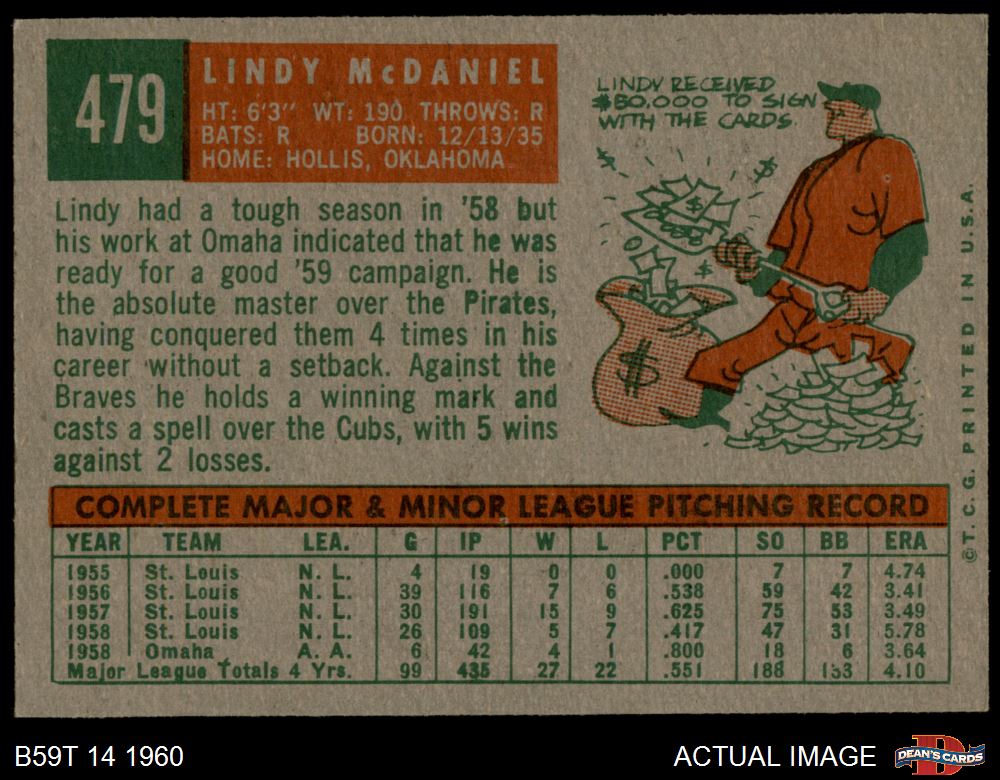 479
LINDY McDANIEL
HT: 6'3" WT: 190 THROWS: R
BATS: R BORN: 12/13/35
HOME: HOLLIS, OKLAHOMA
LINDY RECEIVED
$50,000 TO SIGN
WITH THE CARDS.
Lindy had a tough season in '58 but
his work at Omaha indicated that he was
ready for a good '59 campaign. He is
the absolute master over the Pirates,
having conquered them 4 times in his
career without a setback. Against the
Braves he holds a winning mark and
casts a spell over the Cubs, with 5 wins
against 2 losses.
$
COMPLETE MAJOR & MINOR LEAGUE PITCHING RECORD
YEAR TEAM LEA. G IP W L PCT SO BB ERA
1955 St. Louis N. L. 4 19 0 0 .000 7 7 4.74
1956 St. Louis N. L. 39 116 7 6 .538 59 42 3.41
1957 St. Louis N. L. 30 191 15 9 .625 75 53 3.49
1958 St. Louis N. L. 26 109 5 7 .417 47 31 5.78
1958 Omaha A. A. 6 42 4 1 .800 18 6 3.64
Major League Totals 4 Yrs. 99 435 27 22 .551 188 133 4.10
©T.C.G. PRINTED IN U.S.A.
B59T 14 1960
ACTUAL IMAGE
D
DEAN'S CARDS